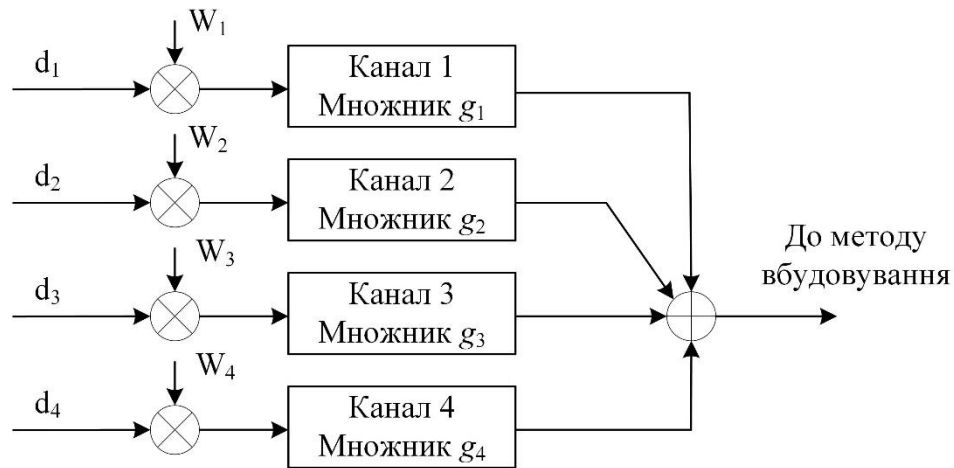 W₁
d₁
Канал 1
Множник g₁
W₂
d₂
Канал 2
Множник g₂
До методу
вбудовування
W₃
d₃
Канал 3
Множник g₃
W₄
d₄
Канал 4
Множник g₄